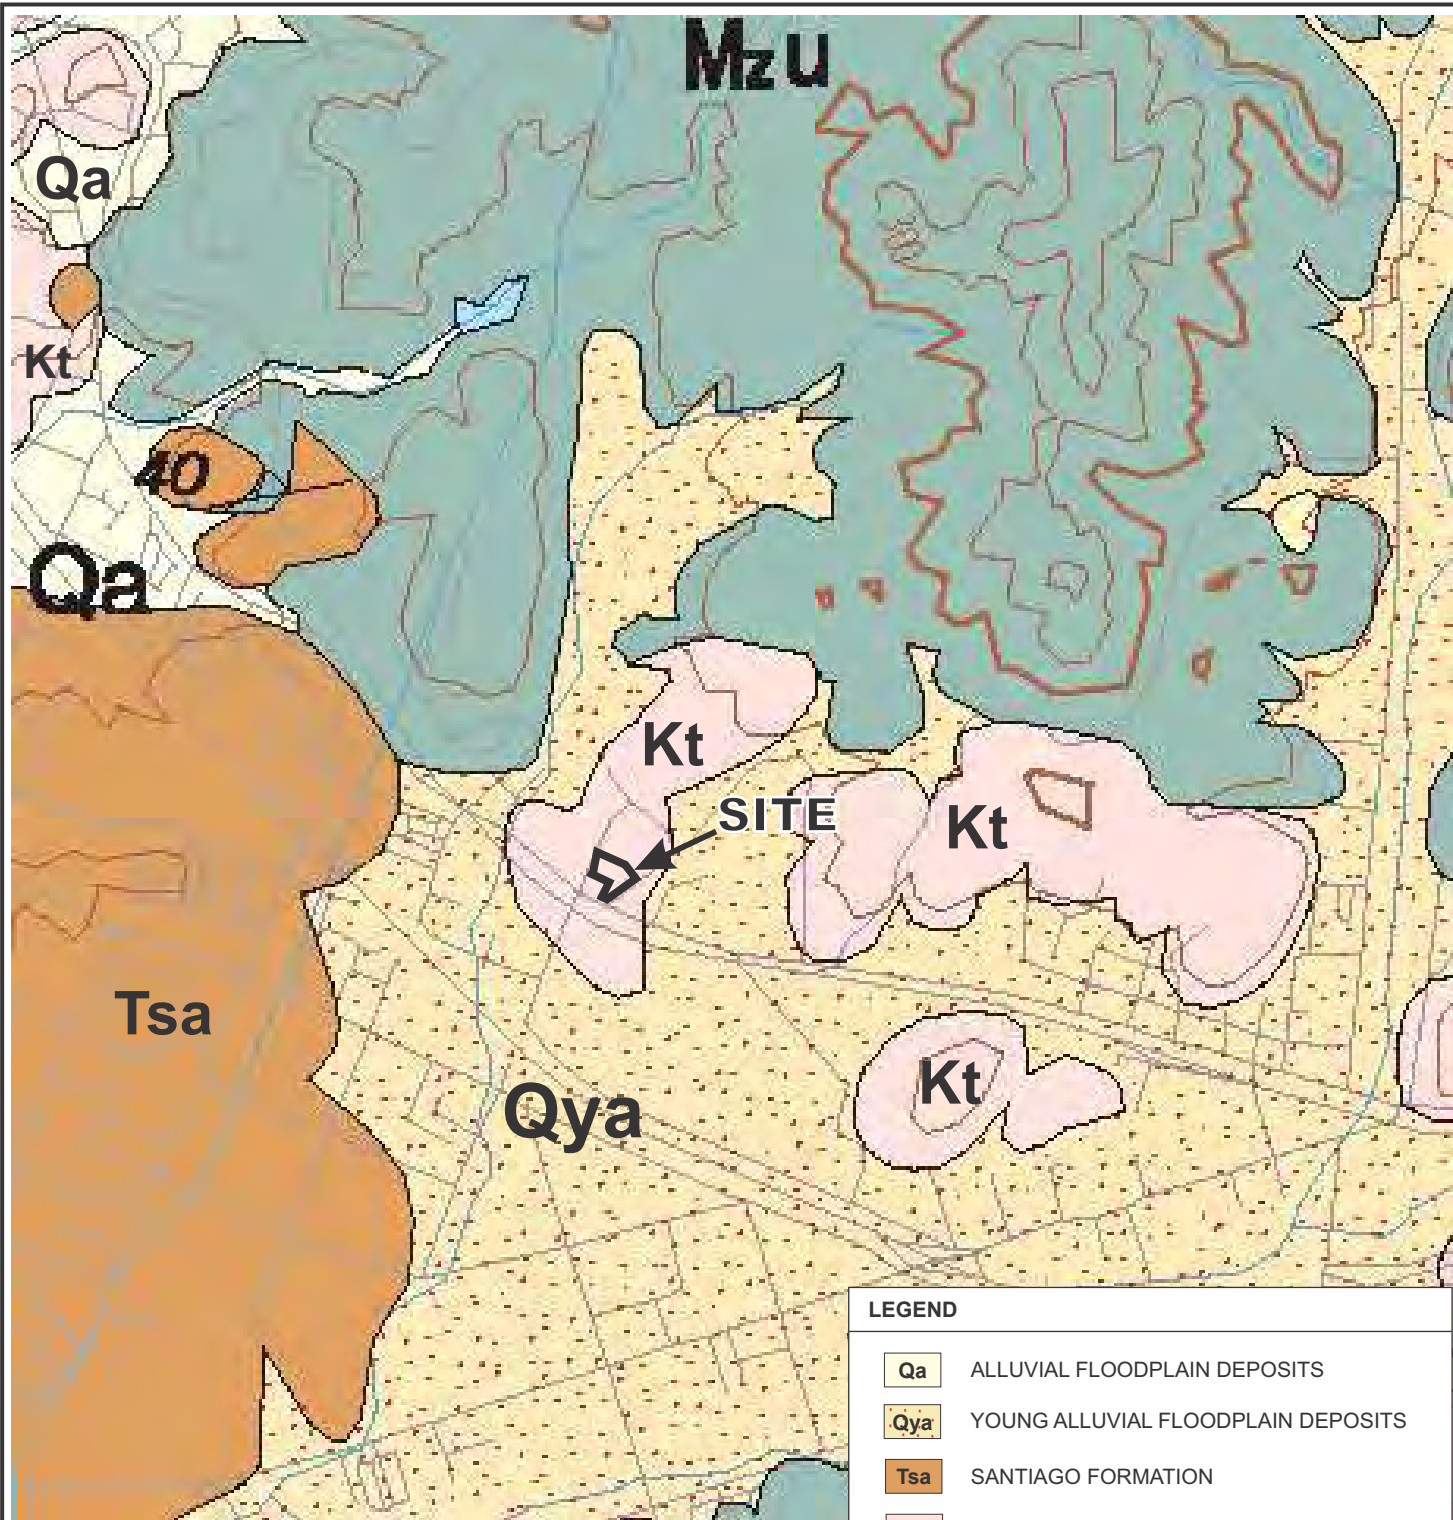 Mz U
Qa
Kt
40
Qa
Kt
SITE
Kt
Tsa
Kt
Qya
LEGEND
Qa ALLUVIAL FLOODPLAIN DEPOSITS
Qya YOUNG ALLUVIAL FLOODPLAIN DEPOSITS
Tsa SANTIAGO FORMATION